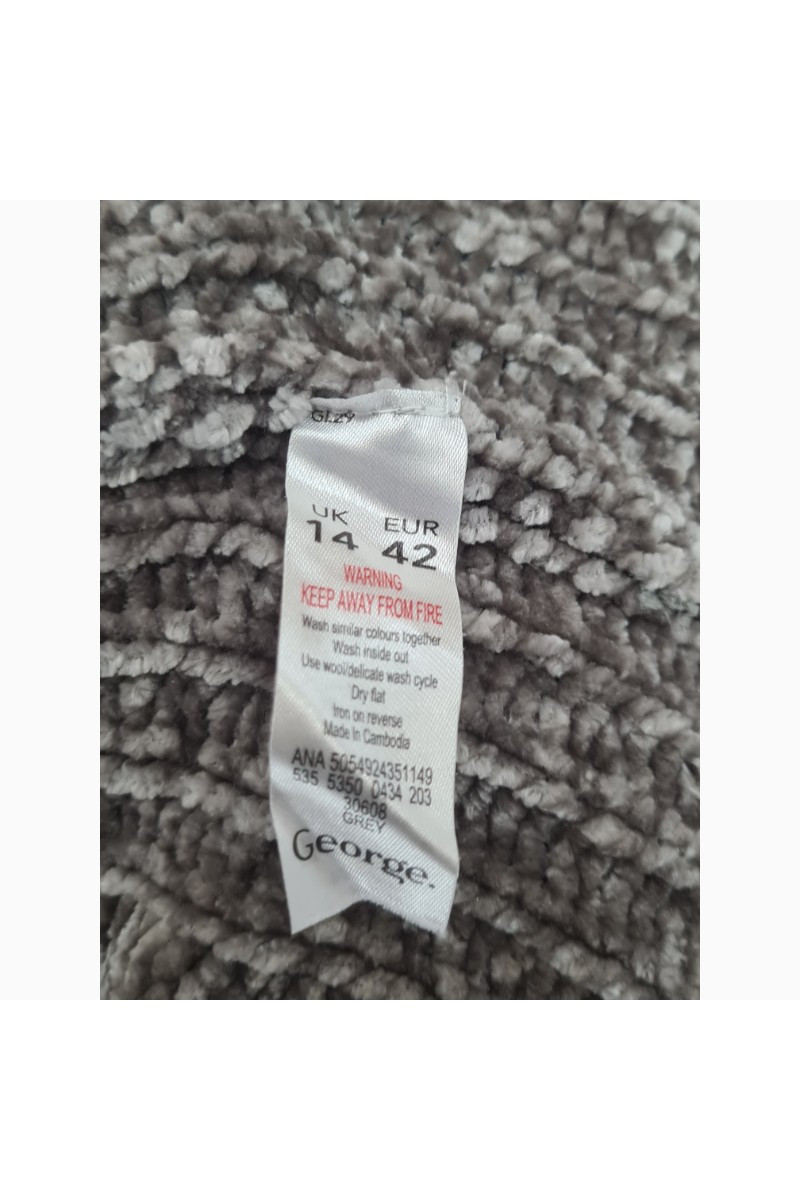 GLZY
UK EUR
14 42
WARNING
KEEP AWAY FROM FIRE
Wash similar colours together
Wash inside out
Use wool/delicate wash cycle
Dry flat
Iron on reverse
Made In Cambodia
ANA 5054924351149
535 5350 0434 203
30608
GREY
George.